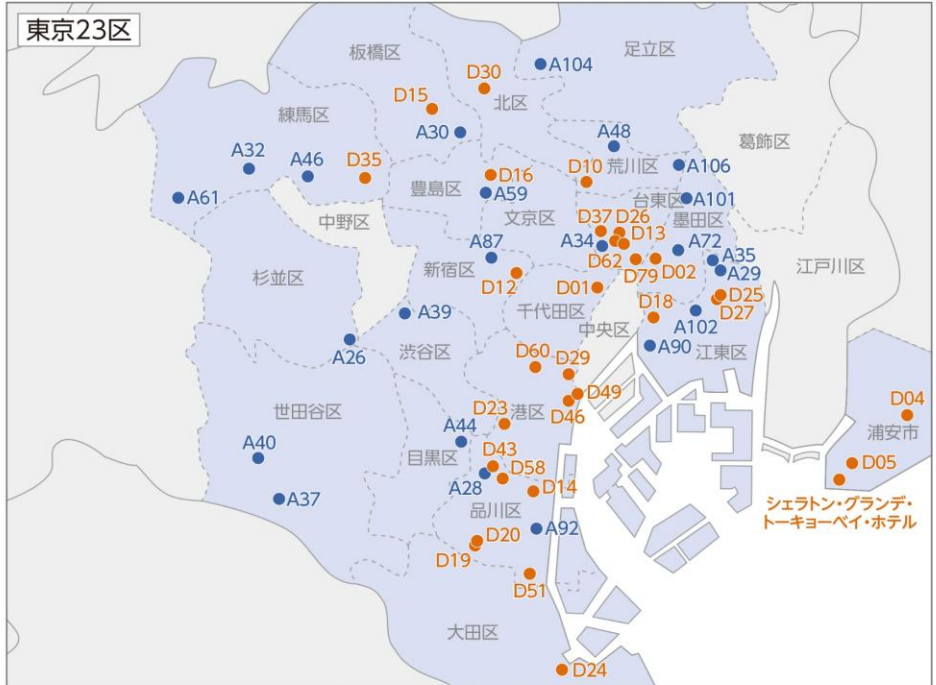 東京23区
足立区
板橋区
A104
D30
北区
D15
練馬区
A30
A48
葛飾区
A32
A46
D35
D16
D10
荒川区
A106
豊島区
A59
台東区
A101
A61
文京区
中野区
D37
D26
墨田区
D13
A34
A87
A72
A35
新宿区
D62
D79
D02
A29
江戸川区
杉並区
D12
D01
D25
千代田区
D18
D27
A39
中央区
A102
A26
渋谷区
A90
江東区
D60
D29
D49
世田谷区
D23
港区
D46
D04
A44
浦安市
A40
目黒区
D43
D58
D05
A28
D14
A37
品川区
シェラトン・グランデ・
トーキョーベイ・ホテル
A92
D20
D19
D51
大田区
D24